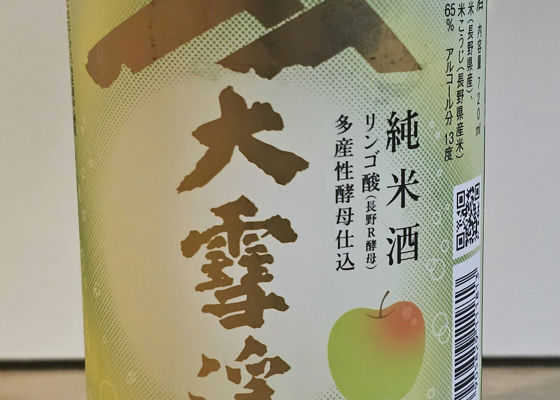 大雪渓
純米酒
リンゴ酸(長野R酵母)
多産性酵母仕込
内容量720ml
米(長野県産)、
米こうじ(長野県産米)
65% アルコール分13度